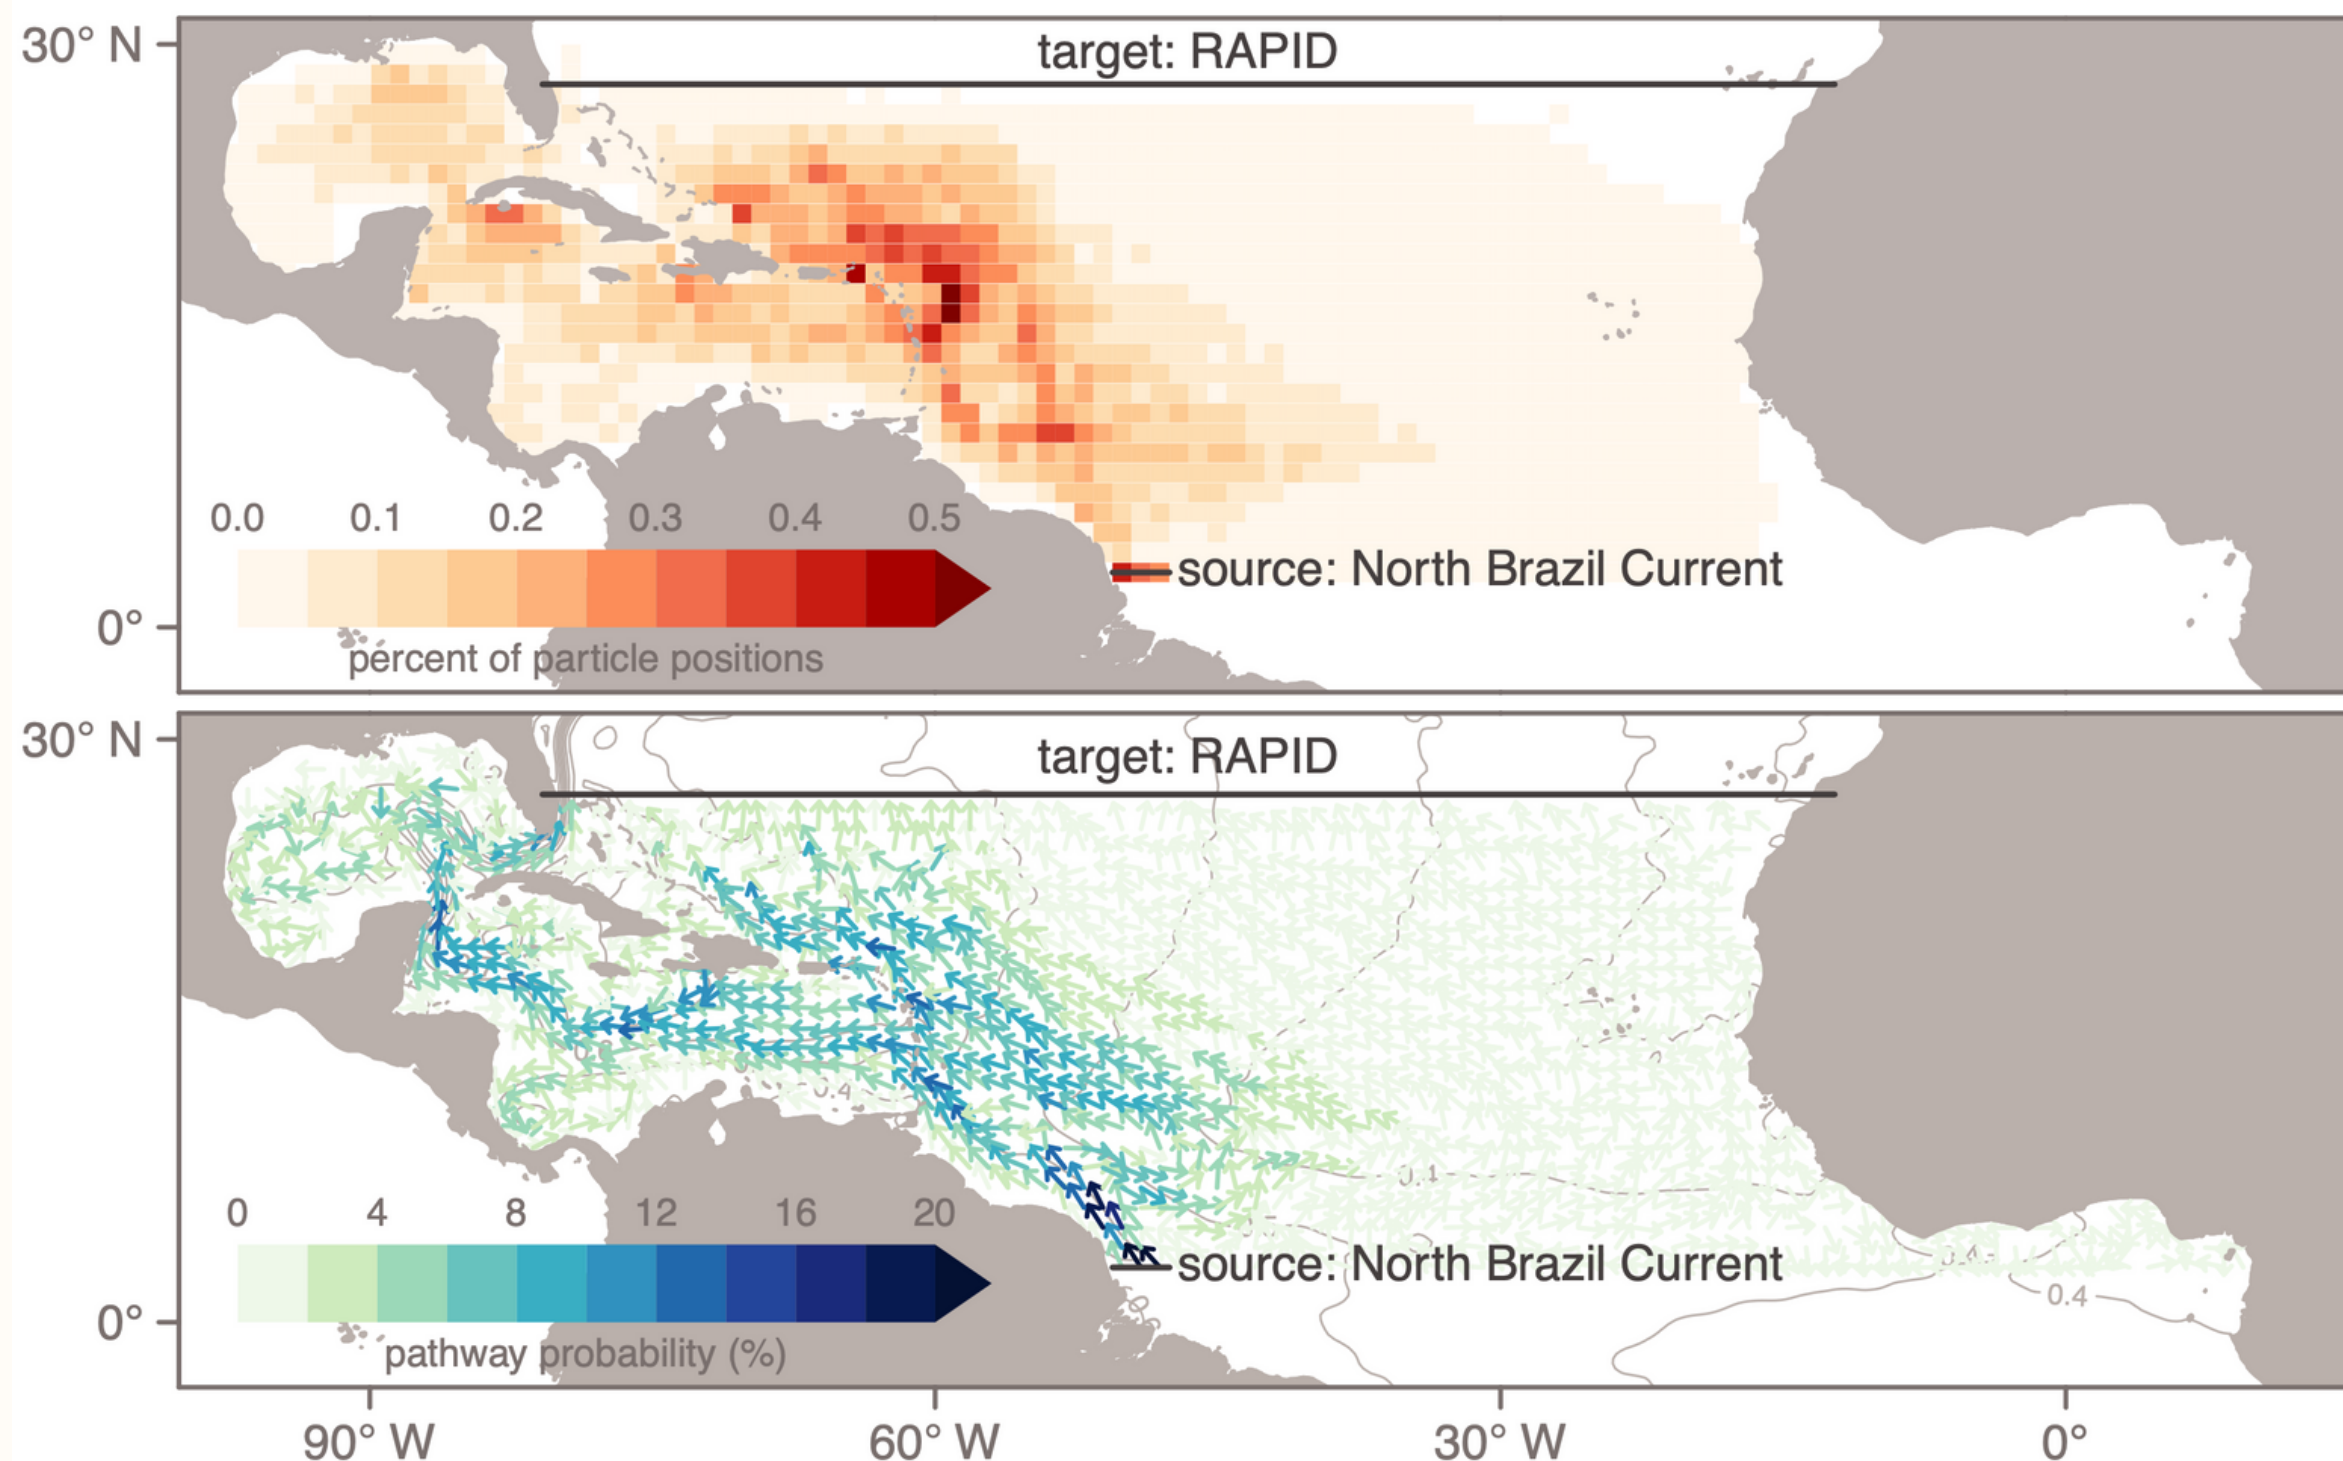 30° N
target: RAPID
0.0 0.1 0.2 0.3 0.4 0.5
source: North Brazil Current
0°
percent of particle positions
30° N
target: RAPID
0.4
0.4
0 4 8 12 16 20
source: North Brazil Current
0.4
0°
pathway probability (%)
90° W 60° W 30° W 0°